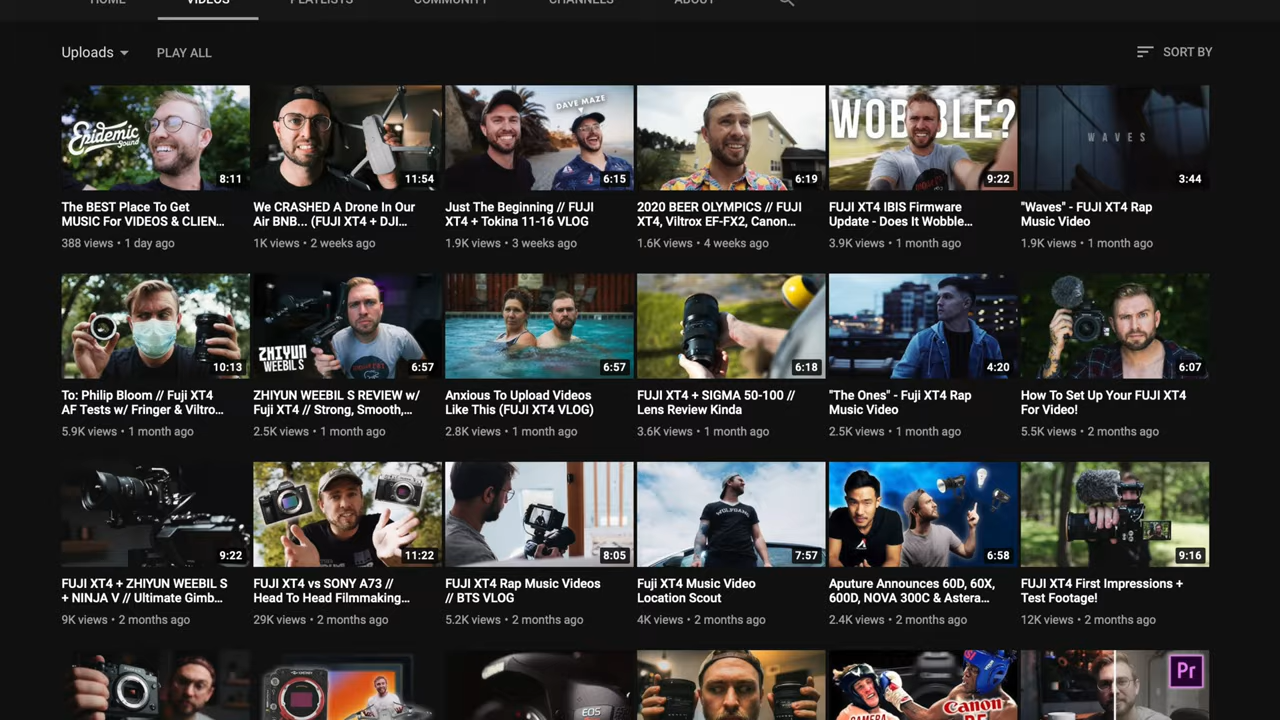 HOME VIDEOS PLAYLISTS COMMUNITY CHANNELS ABOUT
Uploads PLAY ALL SORT BY
Epidemic
Sound
8:11
11:54
DAVE MAZE
6:15
6:19
WOBBLE?
9:22
WAVES
3:44
The BEST Place To Get
MUSIC For VIDEOS & CLIEN...
388 views • 1 day ago
We CRASHED A Drone In Our
Air BNB... (FUJI XT4 + DJI...
1K views • 2 weeks ago
Just The Beginning // FUJI
XT4 + Tokina 11-16 VLOG
1.9K views • 3 weeks ago
2020 BEER OLYMPICS // FUJI
XT4, Viltrox EF-FX2, Canon...
1.6K views • 4 weeks ago
FUJI XT4 IBIS Firmware
Update - Does It Wobble...
3.9K views • 1 month ago
"Waves" - FUJI XT4 Rap
Music Video
1.9K views • 1 month ago
10:13
ZHIYUN
WEEBIL S
6:57
6:57
6:18
4:20
6:07
To: Philip Bloom // Fuji XT4
AF Tests w/ Fringer & Viltro...
5.9K views • 1 month ago
ZHIYUN WEEBIL S REVIEW w/
Fuji XT4 // Strong, Smooth,...
2.5K views • 1 month ago
Anxious To Upload Videos
Like This (FUJI XT4 VLOG)
2.8K views • 1 month ago
FUJI XT4 + SIGMA 50-100 //
Lens Review Kinda
3.6K views • 1 month ago
"The Ones" - Fuji XT4 Rap
Music Video
2.5K views • 1 month ago
How To Set Up Your FUJI XT4
For Video!
5.5K views • 2 months ago
9:22
11:22
8:05
WOLFGANG
7:57
6:58
9:16
FUJI XT4 + ZHIYUN WEEBIL S
+ NINJA V // Ultimate Gimb...
9K views • 2 months ago
FUJI XT4 vs SONY A73 //
Head To Head Filmmaking...
29K views • 2 months ago
FUJI XT4 Rap Music Videos
// BTS VLOG
5.2K views • 2 months ago
Fuji XT4 Music Video
Location Scout
4K views • 2 months ago
Aputure Announces 60D, 60X,
600D, NOVA 300C & Astera...
2.4K views • 2 months ago
FUJI XT4 First Impressions +
Test Footage!
12K views • 2 months ago
EOS
Canon
Pr